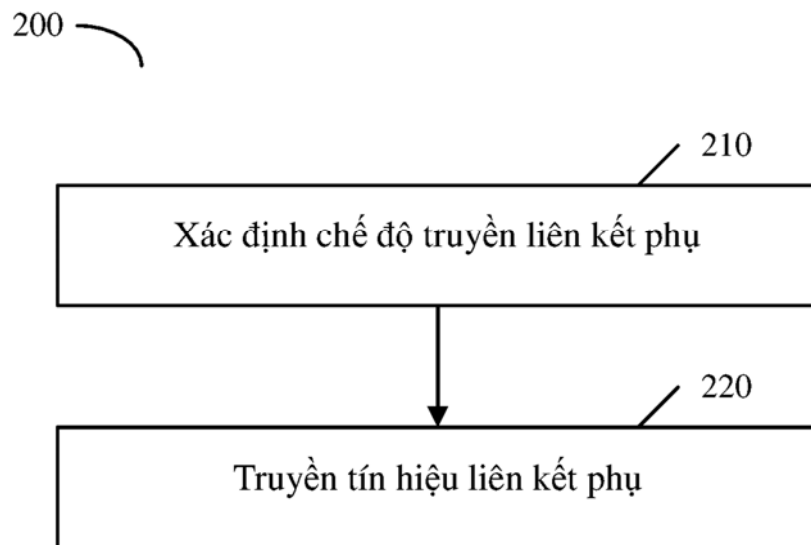 200
210
Xác định chế độ truyền liên kết phụ
220
Truyền tín hiệu liên kết phụ